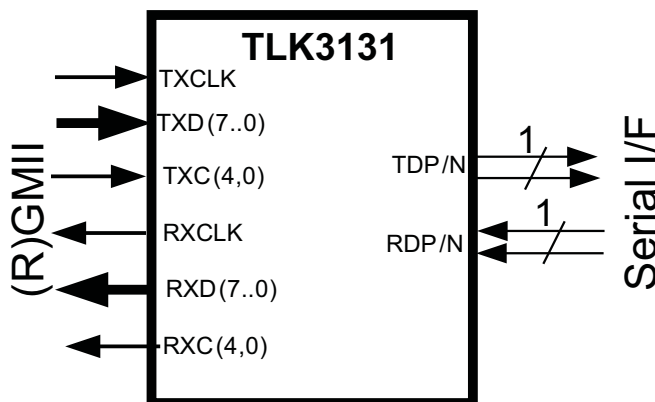 TLK3131
TXCLK
TXD(7..0)
TXC(4,0)
RXCLK
RXD(7..0)
RXC(4,0)
(R)GMII
TDP/N
1
RDP/N
1
Serial I/F